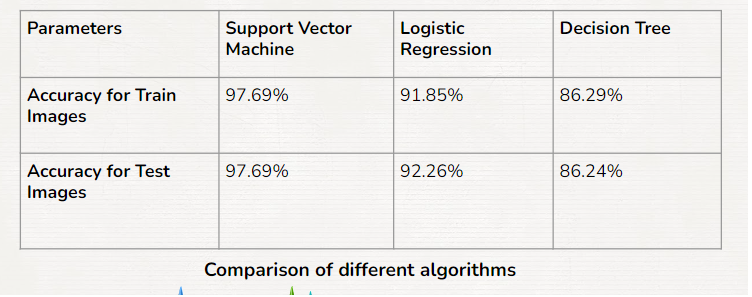 Parameters
Support Vector
Machine
Logistic
Regression
Decision Tree
Accuracy for Train
Images
97.69%
91.85%
86.29%
Accuracy for Test
Images
97.69%
92.26%
86.24%
Comparison of different algorithms